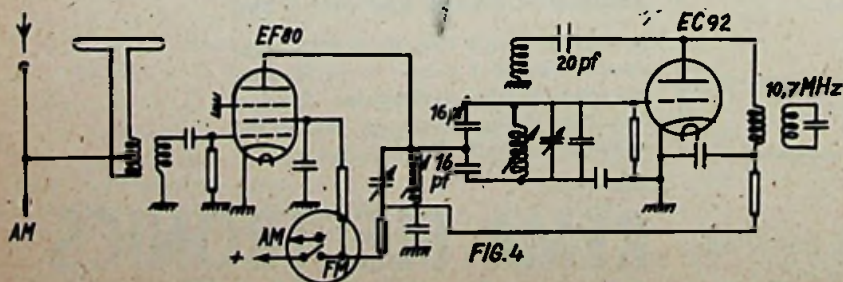 EF80
EC92
20pf
10,7MHz
16pf
16
pf
AM
AM
FM
+
FIG.4